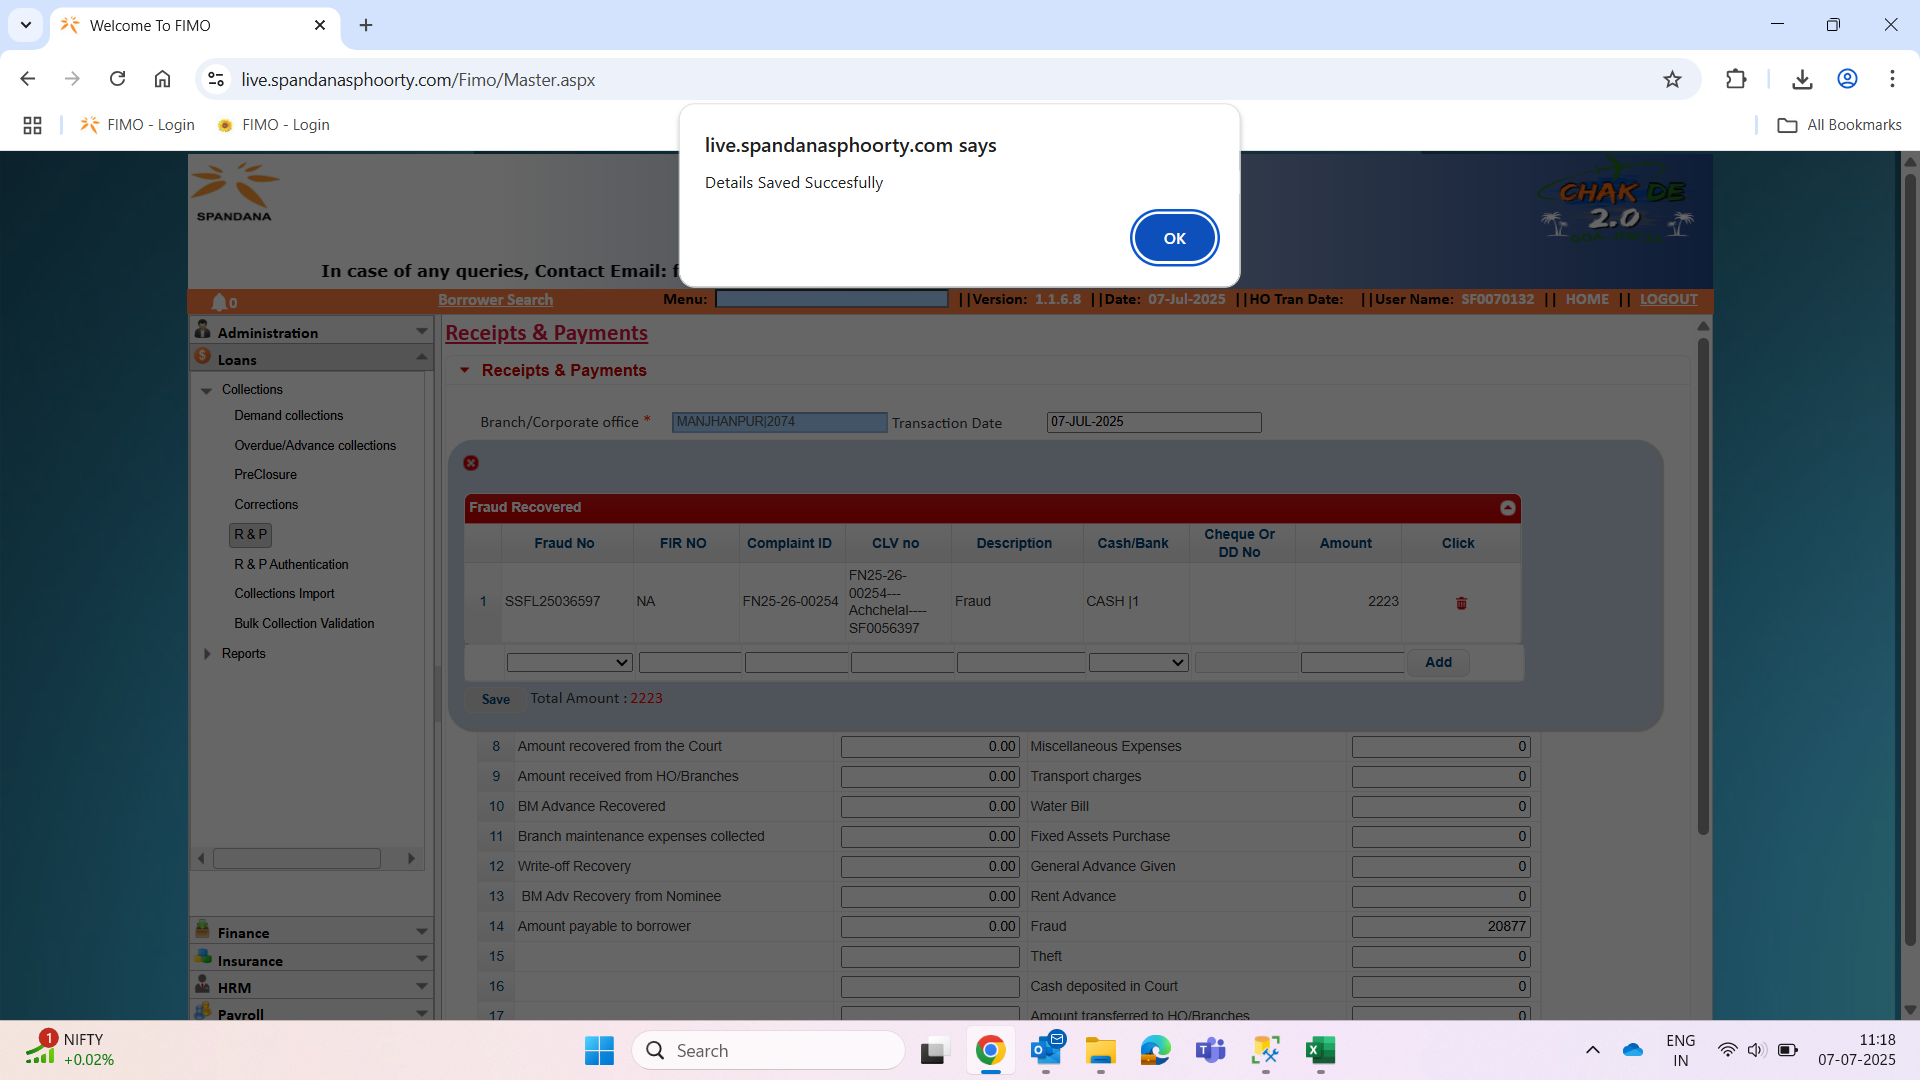 Welcome To FIMO
live.spandanasphoorty.com/Fimo/Master.aspx
FIMO - Login
FIMO - Login
All Bookmarks
live.spandanasphoorty.com says
Details Saved Succesfully
OK
SPANDANA
CHAK DE
2.0
In case of any queries, Contact Email: f
0
Borrower Search
Menu:
||Version: 1.1.6.8 ||Date: 07-Jul-2025 ||HO Tran Date: ||User Name: SF0070132 || HOME || LOGOUT
Administration
Loans
Collections
Demand collections
Overdue/Advance collections
PreClosure
Corrections
R & P
R & P Authentication
Collections Import
Bulk Collection Validation
Reports
Finance
Insurance
HRM
Payroll
Receipts & Payments
Receipts & Payments
Branch/Corporate office * MANJHANPUR|2074 Transaction Date 07-JUL-2025
Fraud Recovered
Fraud No FIR NO Complaint ID CLV no Description Cash/Bank Cheque Or DD No Amount Click
1 SSFL25036597 NA FN25-26-00254 FN25-26-00254---Achchelal----SF0056397 Fraud CASH |1 2223
Add
Save Total Amount : 2223
8 Amount recovered from the Court 0.00 Miscellaneous Expenses 0
9 Amount received from HO/Branches 0.00 Transport charges 0
10 BM Advance Recovered 0.00 Water Bill 0
11 Branch maintenance expenses collected 0.00 Fixed Assets Purchase 0
12 Write-off Recovery 0.00 General Advance Given 0
13 BM Adv Recovery from Nominee 0.00 Rent Advance 0
14 Amount payable to borrower 0.00 Fraud 20877
15 Theft 0
16 Cash deposited in Court 0
17 Amount transferred to HO/Branches 0
1
NIFTY
+0.02%
Search
ENG
IN
11:18
07-07-2025